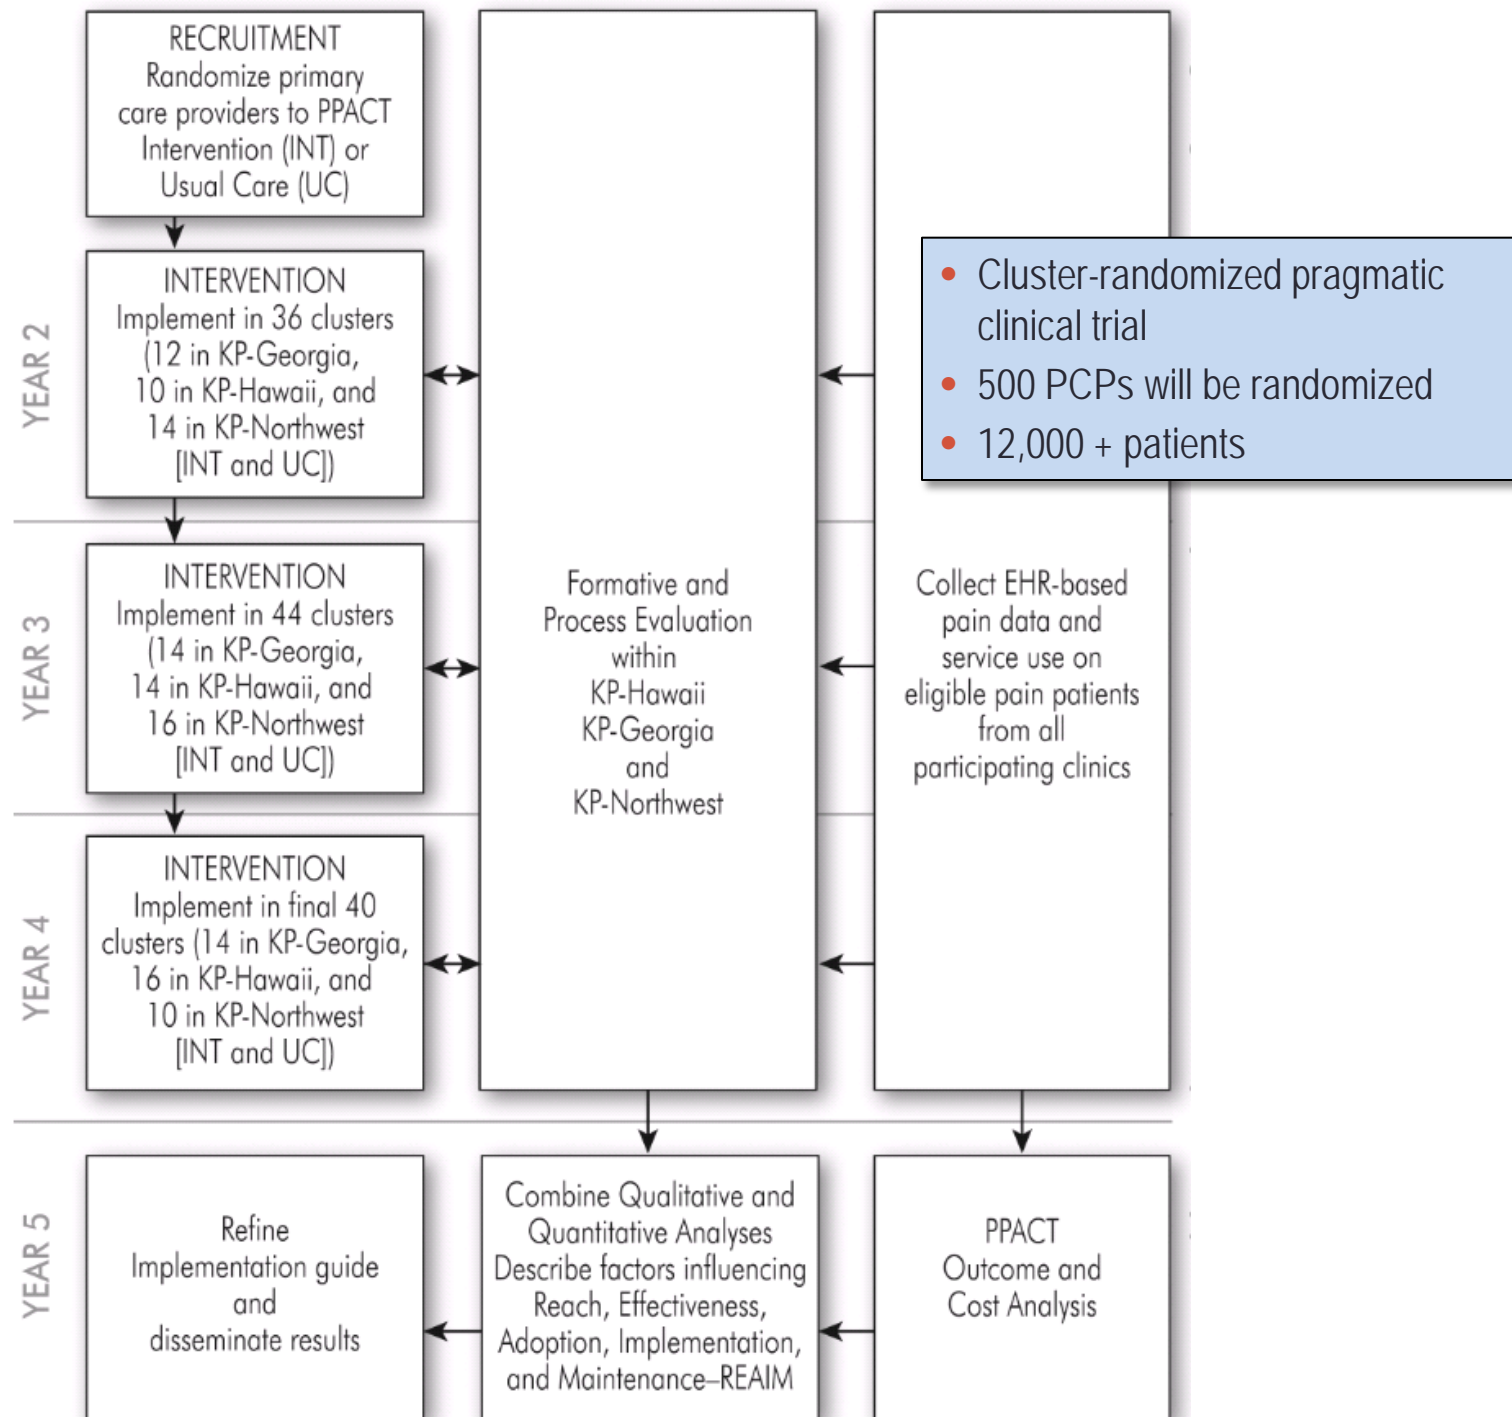 RECRUITMENT
Randomize primary
care providers to PPACT
Intervention (INT) or
Usual Care (UC)
YEAR 2
INTERVENTION
Implement in 36 clusters
(12 in KP-Georgia,
10 in KP-Hawaii, and
14 in KP-Northwest
[INT and UC])
• Cluster-randomized pragmatic
clinical trial
• 500 PCPs will be randomized
• 12,000 + patients
YEAR 3
INTERVENTION
Implement in 44 clusters
(14 in KP-Georgia,
14 in KP-Hawaii, and
16 in KP-Northwest
[INT and UC])
Formative and
Process Evaluation
within
KP-Hawaii
KP-Georgia
and
KP-Northwest
Collect EHR-based
pain data and
service use on
eligible pain patients
from all
participating clinics
YEAR 4
INTERVENTION
Implement in final 40
clusters (14 in KP-Georgia,
16 in KP-Hawaii, and
10 in KP-Northwest
[INT and UC])
YEAR 5
Refine
Implementation guide
and
disseminate results
Combine Qualitative and
Quantitative Analyses
Describe factors influencing
Reach, Effectiveness,
Adoption, Implementation,
and Maintenance–REAIM
PPACT
Outcome and
Cost Analysis